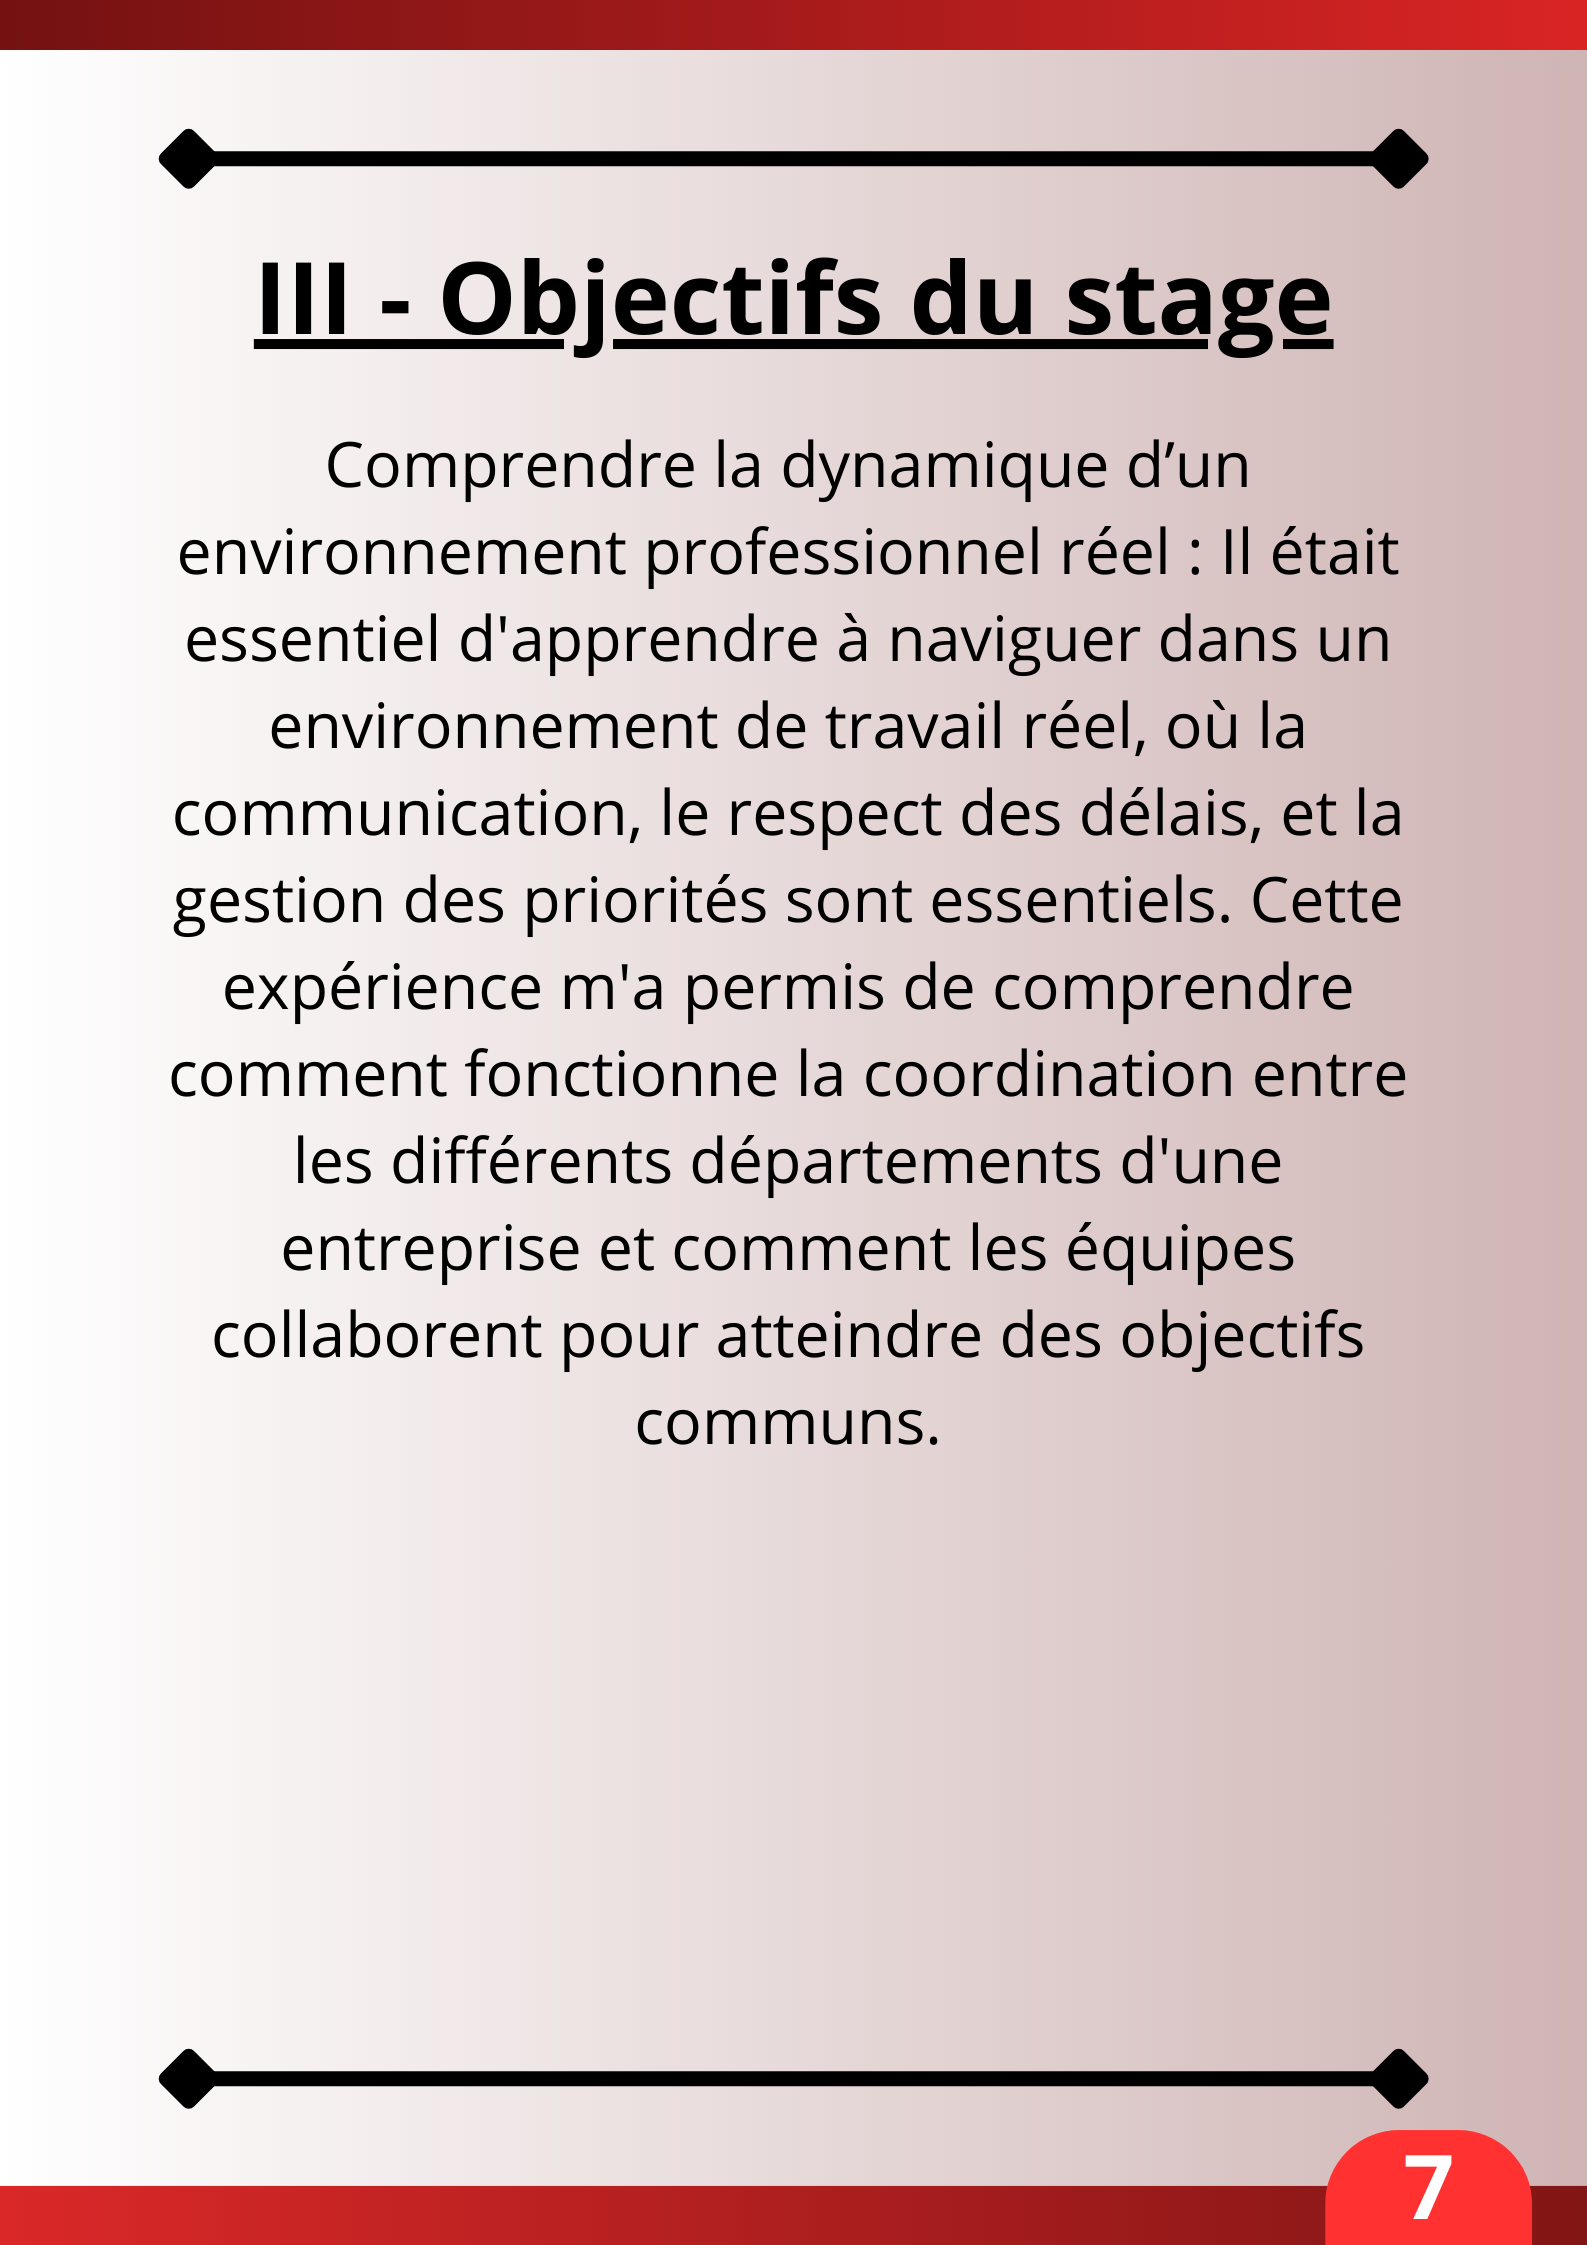 III - Objectifs du stage
Comprendre la dynamique d’un
environnement professionnel réel : Il était
essentiel d'apprendre à naviguer dans un
environnement de travail réel, où la
communication, le respect des délais, et la
gestion des priorités sont essentiels. Cette
expérience m'a permis de comprendre
comment fonctionne la coordination entre
les différents départements d'une
entreprise et comment les équipes
collaborent pour atteindre des objectifs
communs.
7